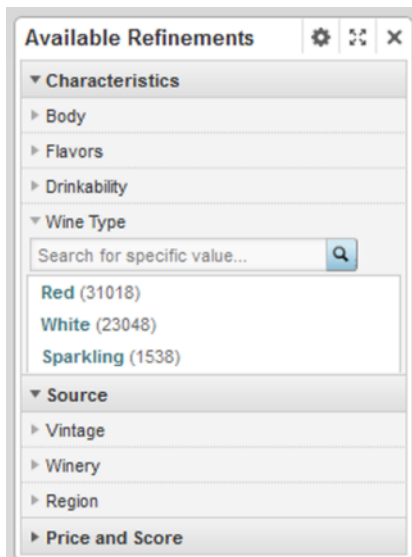 Available Refinements
Characteristics
Body
Flavors
Drinkability
Wine Type
Search for specific value...
Red (31018)
White (23048)
Sparkling (1538)
Source
Vintage
Winery
Region
Price and Score